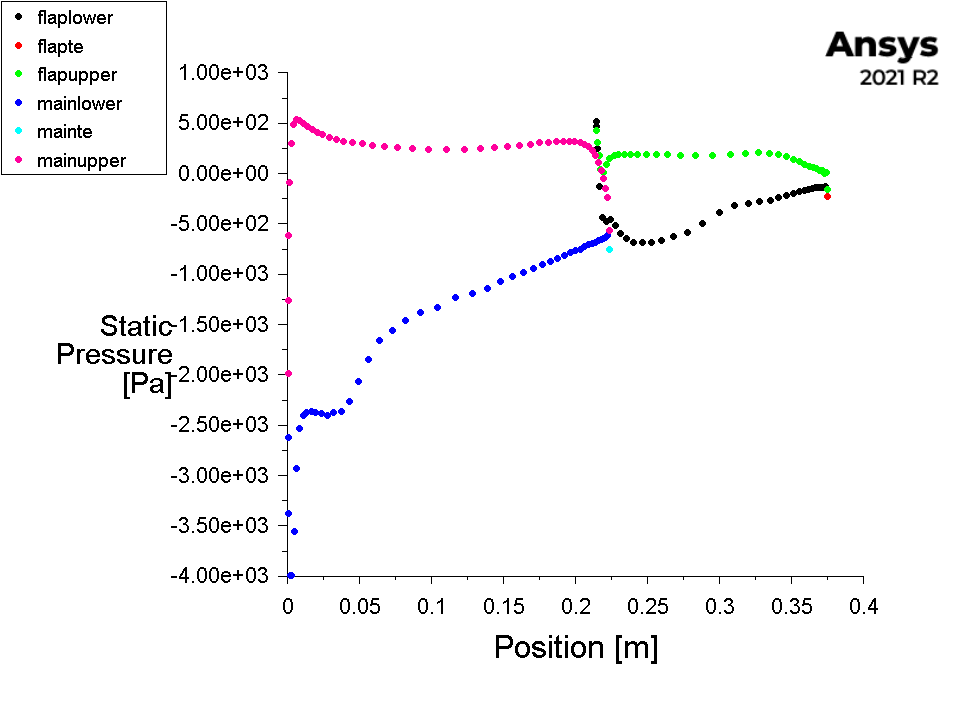 flaplower
flapte
flapupper
mainlower
mainte
mainupper
Ansys
2021 R2
1.00e+03
5.00e+02
0.00e+00
-5.00e+02
-1.00e+03
-1.50e+03
-2.00e+03
-2.50e+03
-3.00e+03
-3.50e+03
-4.00e+03
Static
Pressure
[Pa]
0 0.05 0.1 0.15 0.2 0.25 0.3 0.35 0.4
Position [m]